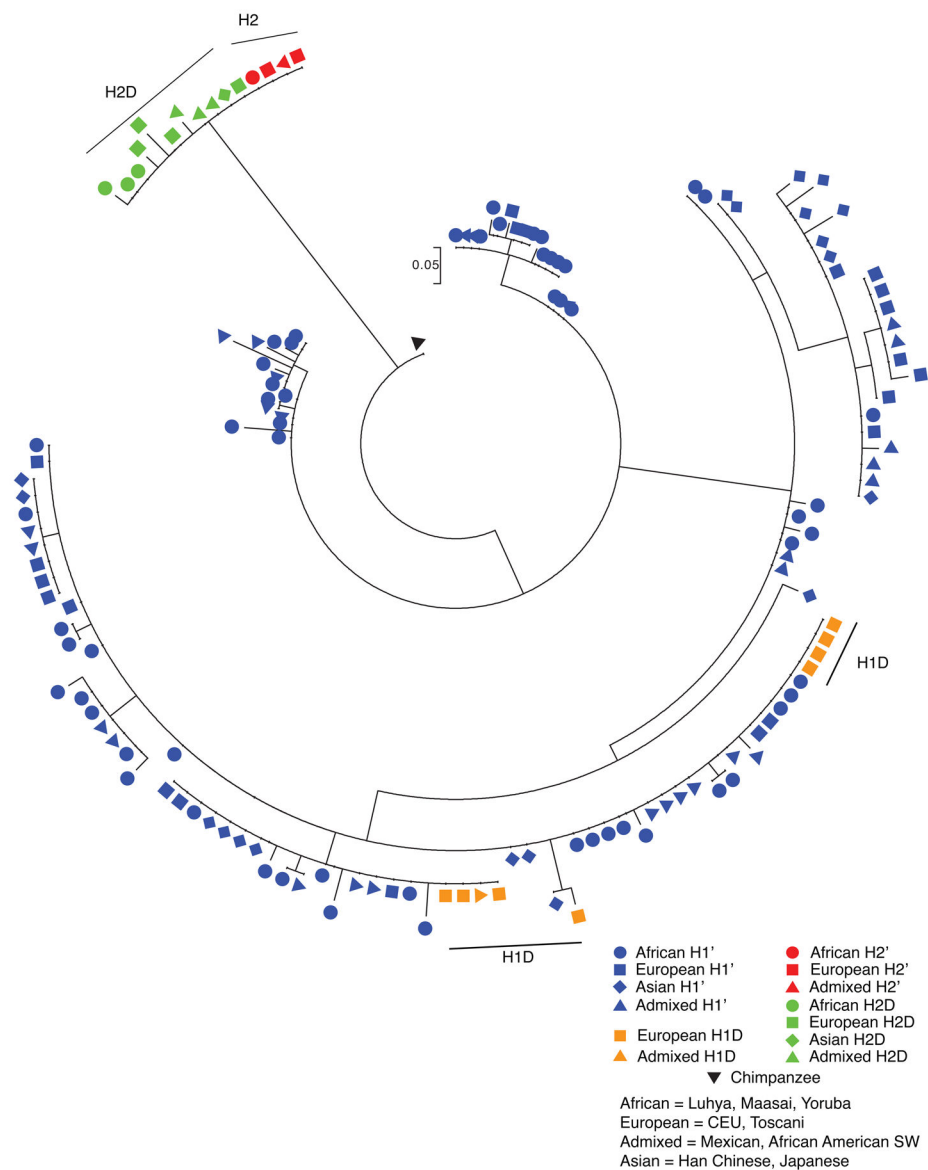 H2
H2D
0.05
H1D
H1D
African H1’
European H1’
Asian H1’
Admixed H1’
European H1D
Admixed H1D
African H2’
European H2’
Admixed H2’
African H2D
European H2D
Asian H2D
Admixed H2D
Chimpanzee
African = Luhya, Maasai, Yoruba
European = CEU, Toscani
Admixed = Mexican, African American SW
Asian = Han Chinese, Japanese